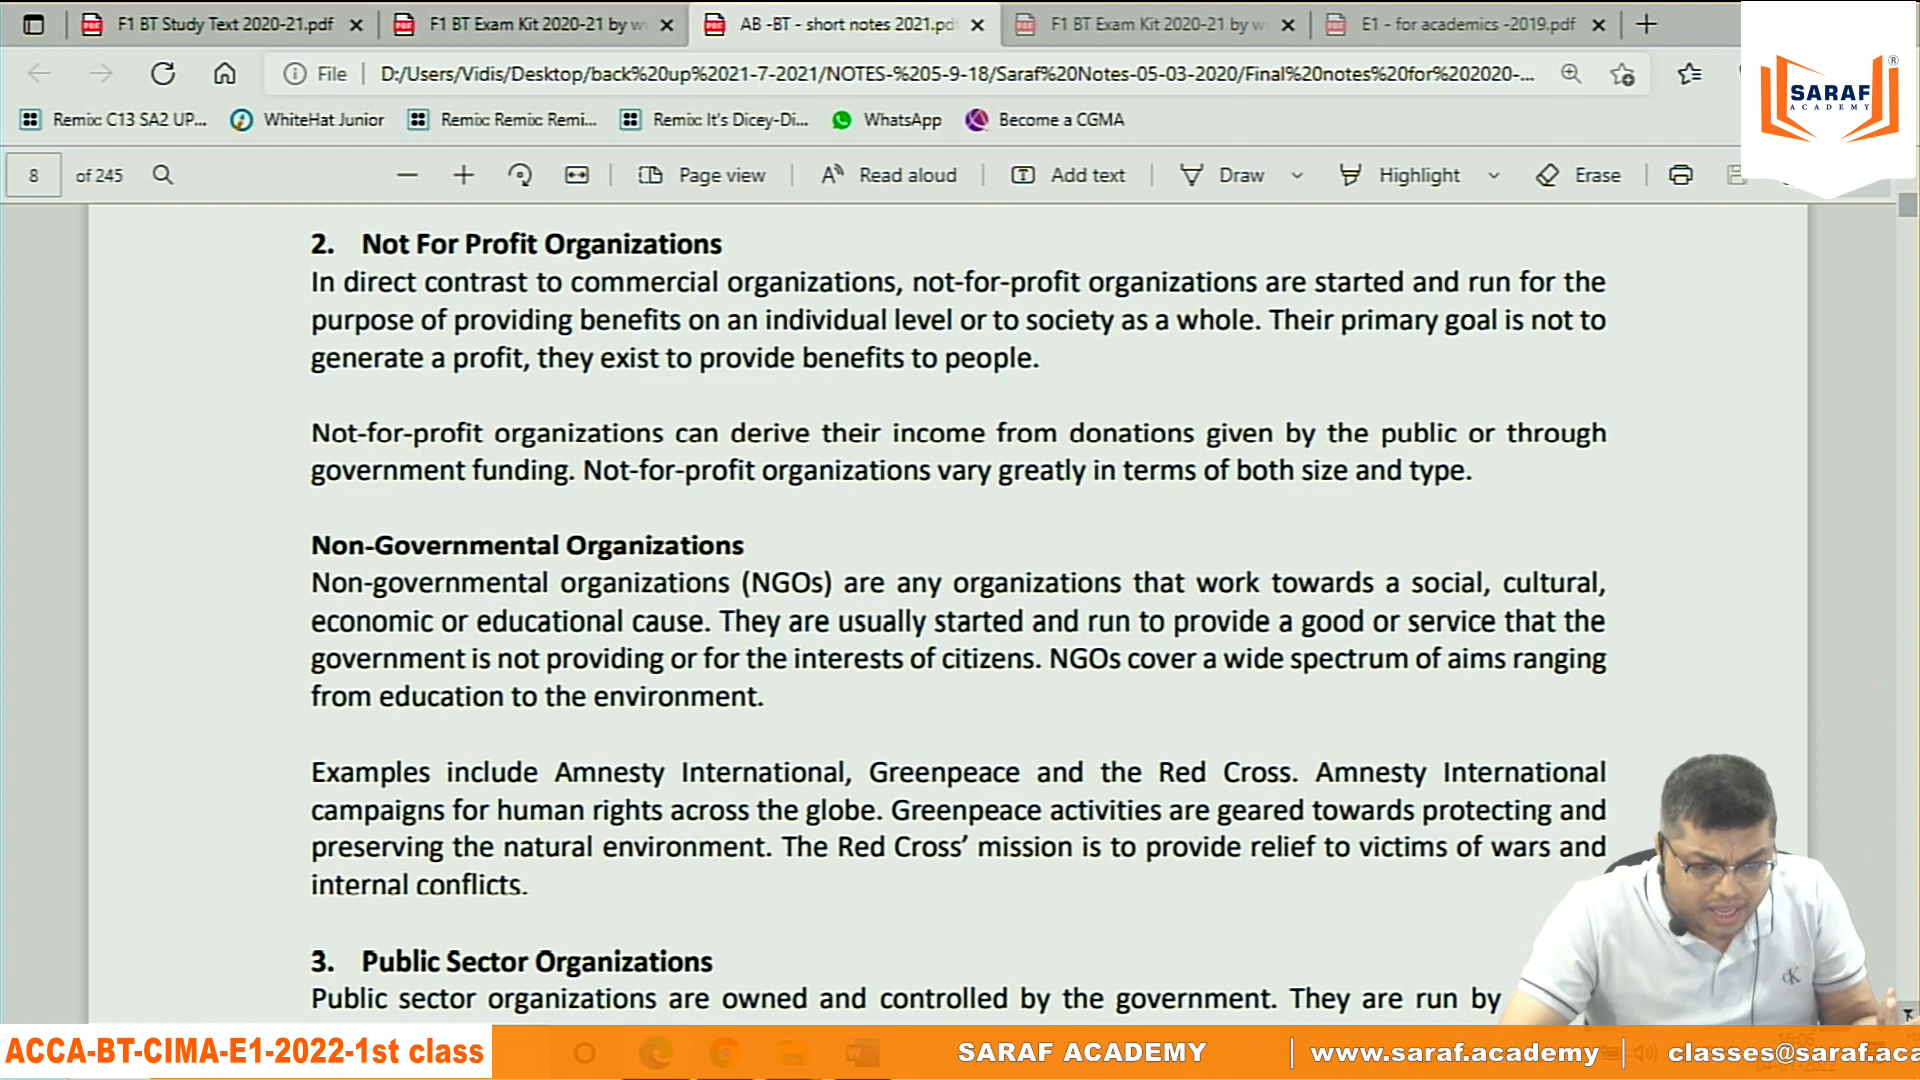 F1 BT Study Text 2020-21.pdf
F1 BT Exam Kit 2020-21 by
AB -BT - short notes 2021.pd
F1 BT Exam Kit 2020-21 by
E1 - for academics -2019.pdf
File
D:/Users/Vidis/Desktop/back%20up%2021-7-2021/NOTES-%205-9-18/Saraf%20Notes-05-03-2020/Final%20notes%20for%202020-...
SARAF
ACADEMY
®
Remix: C13 SA2 UP...
WhiteHat Junior
Remix: Remix Remi...
Remix: It's Dicey-Di...
WhatsApp
Become a CGMA
8 of 245
Page view
Read aloud
Add text
Draw
Highlight
Erase
2. Not For Profit Organizations
In direct contrast to commercial organizations, not-for-profit organizations are started and run for the
purpose of providing benefits on an individual level or to society as a whole. Their primary goal is not to
generate a profit, they exist to provide benefits to people.
Not-for-profit organizations can derive their income from donations given by the public or through
government funding. Not-for-profit organizations vary greatly in terms of both size and type.
Non-Governmental Organizations
Non-governmental organizations (NGOs) are any organizations that work towards a social, cultural,
economic or educational cause. They are usually started and run to provide a good or service that the
government is not providing or for the interests of citizens. NGOs cover a wide spectrum of aims ranging
from education to the environment.
Examples include Amnesty International, Greenpeace and the Red Cross. Amnesty International
campaigns for human rights across the globe. Greenpeace activities are geared towards protecting and
preserving the natural environment. The Red Cross’ mission is to provide relief to victims of wars and
internal conflicts.
3. Public Sector Organizations
Public sector organizations are owned and controlled by the government. They are run by
CK
ACCA-BT-CIMA-E1-2022-1st class
SARAF ACADEMY
www.saraf.academy
classes@saraf.aca